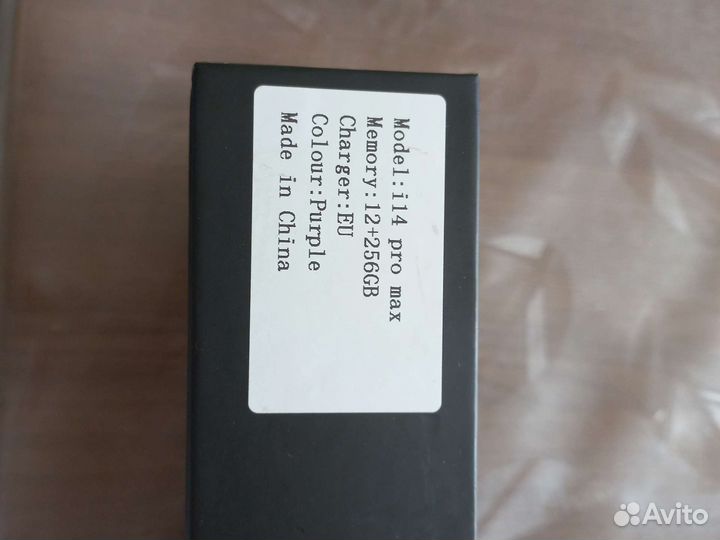 Model:i14 pro max
Memory:12+256GB
Charger:EU
Colour:Purple
Made in China
Avito